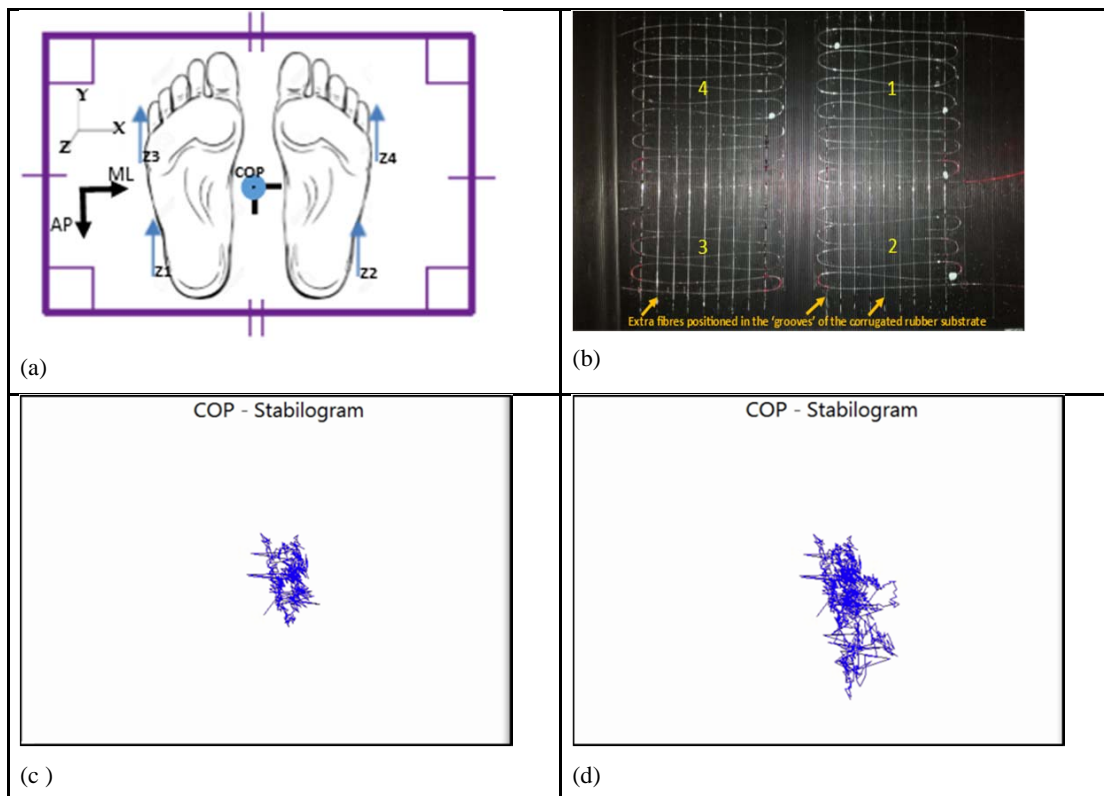 Y
X
Z
Z3
Z4
ML
COP
AP
Z1
Z2
(a)
4
1
3
2
Extra fibres positioned in the 'grooves' of the corrugated rubber substrate
(b)
COP - Stabilogram
(c )
COP - Stabilogram
(d)